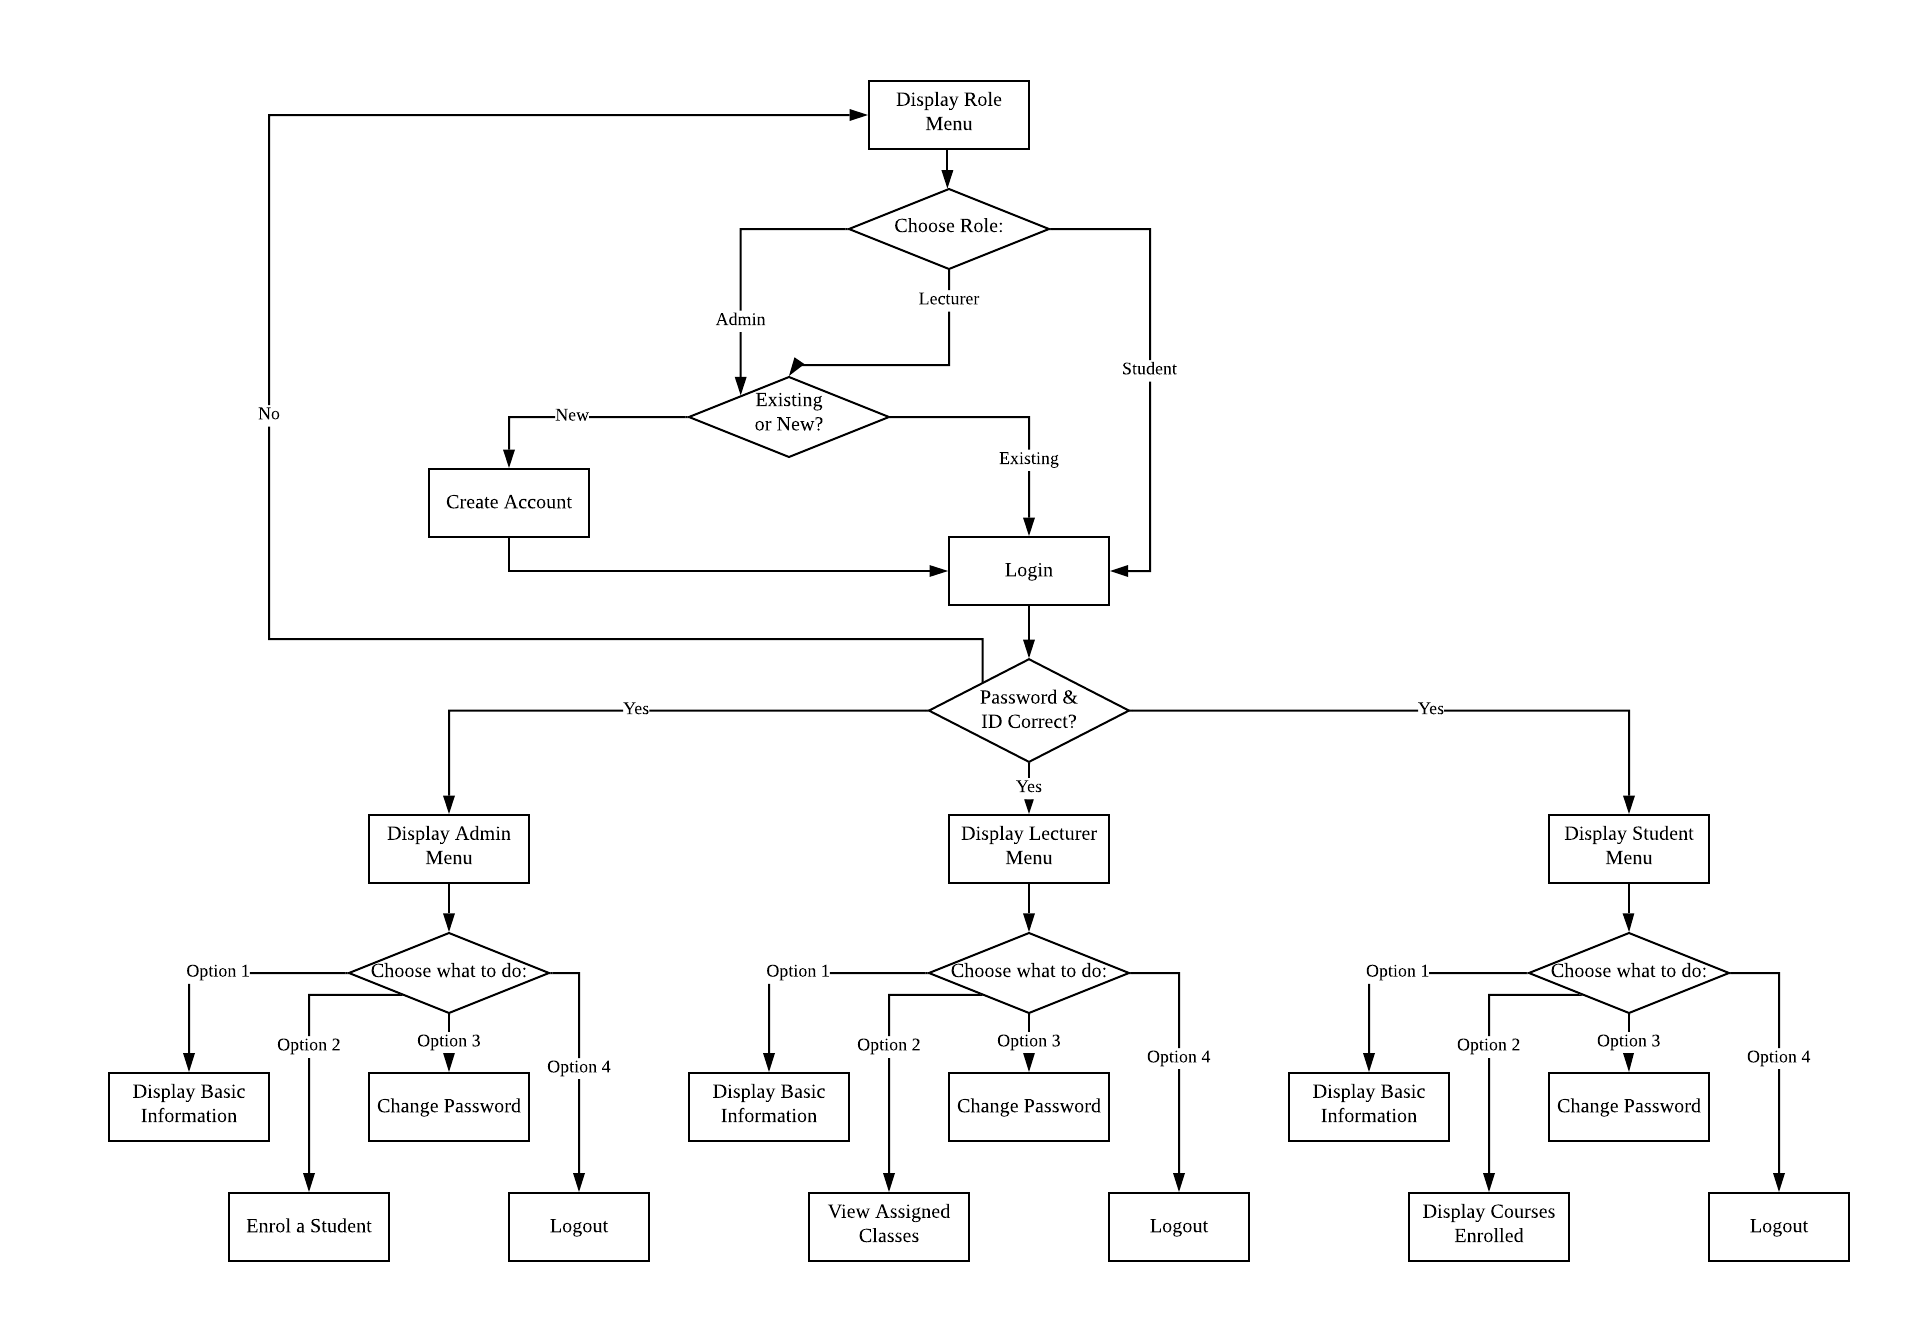 Display Role
Menu
Choose Role:
Lecturer
Admin
Student
Existing
or New?
No
New
Existing
Create Account
Login
Password &
ID Correct?
Yes
Yes
Yes
Display Admin
Menu
Display Lecturer
Menu
Display Student
Menu
Option 1
Choose what to do:
Option 1
Choose what to do:
Option 1
Choose what to do:
Option 2
Option 3
Option 4
Option 2
Option 3
Option 4
Option 2
Option 3
Option 4
Display Basic
Information
Change Password
Display Basic
Information
Change Password
Display Basic
Information
Change Password
Enrol a Student
Logout
View Assigned
Classes
Logout
Display Courses
Enrolled
Logout